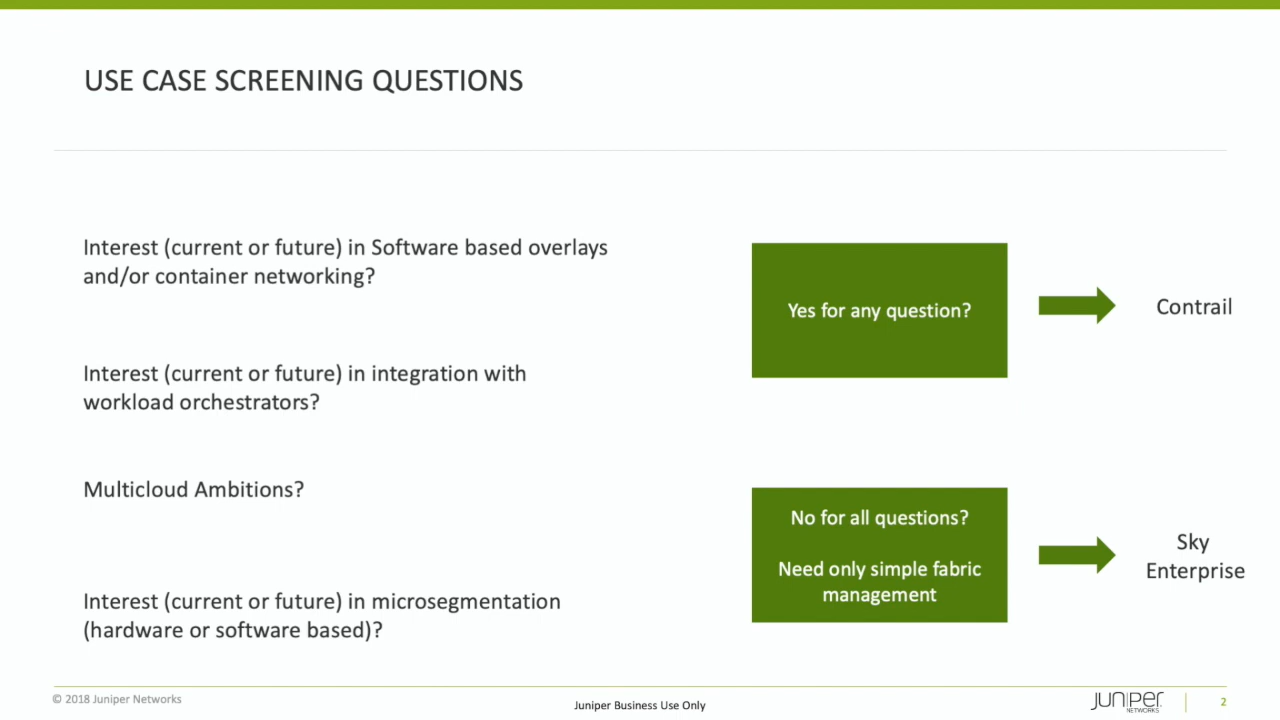 USE CASE SCREENING QUESTIONS
Interest (current or future) in Software based overlays
and/or container networking?
Interest (current or future) in integration with
workload orchestrators?
Multicloud Ambitions?
Interest (current or future) in microsegmentation
(hardware or software based)?
Yes for any question?
Contrail
No for all questions?
Need only simple fabric
management
Sky
Enterprise
© 2018 Juniper Networks
Juniper Business Use Only
JUNIPER
NETWORKS
2